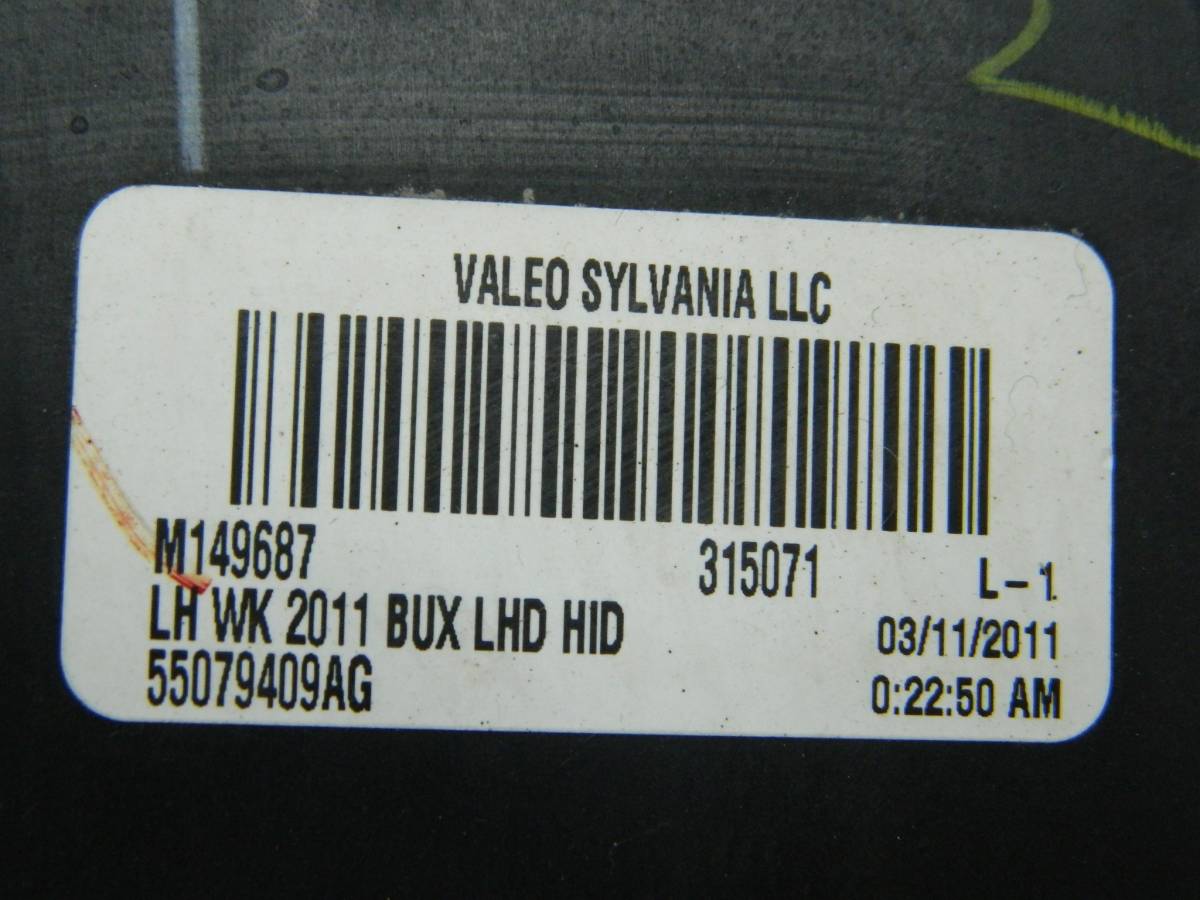 VALEO SYLVANIA LLC
M149687 315071 L-1
LH WK 2011 BUX LHD HID 03/11/2011
55079409AG 0:22:50 AM